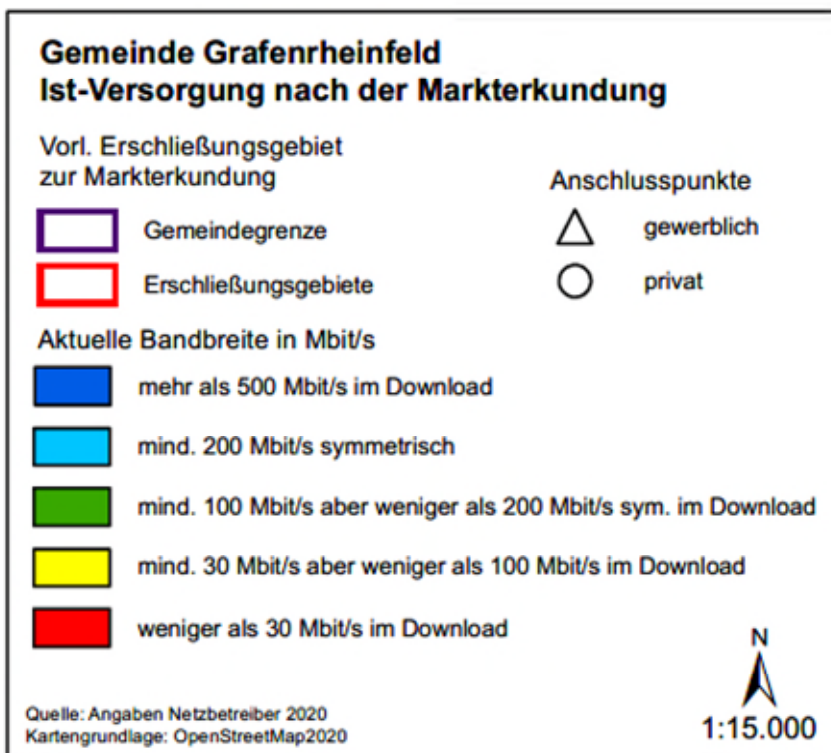 Gemeinde Grafenrheinfeld
Ist-Versorgung nach der Markterkundung
Vorl. Erschließungsgebiet
zur Markterkundung
Gemeindegrenze
Erschließungsgebiete
Anschlusspunkte
gewerblich
privat
Aktuelle Bandbreite in Mbit/s
mehr als 500 Mbit/s im Download
mind. 200 Mbit/s symmetrisch
mind. 100 Mbit/s aber weniger als 200 Mbit/s sym. im Download
mind. 30 Mbit/s aber weniger als 100 Mbit/s im Download
weniger als 30 Mbit/s im Download
Quelle: Angaben Netzbetreiber 2020
Kartengrundlage: OpenStreetMap2020
N
1:15.000